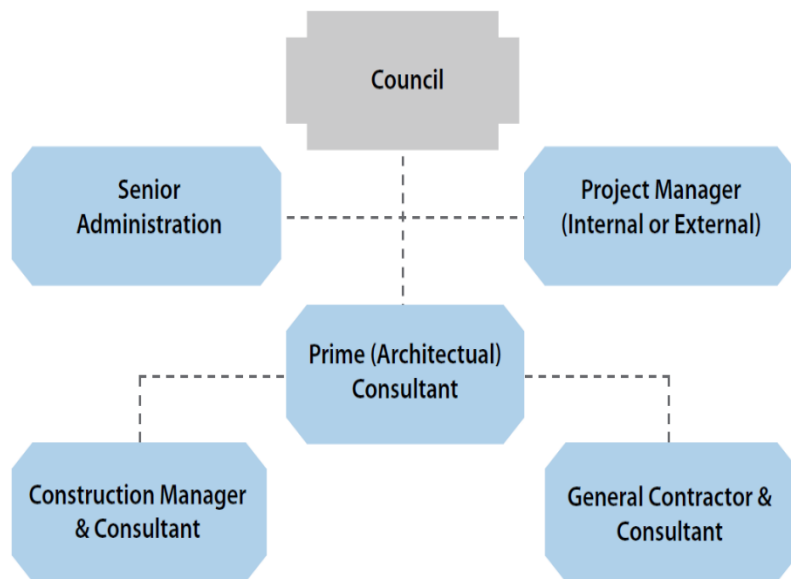 Council
Senior
Administration
Project Manager
(Internal or External)
Prime (Architectual)
Consultant
Construction Manager
& Consultant
General Contractor &
Consultant